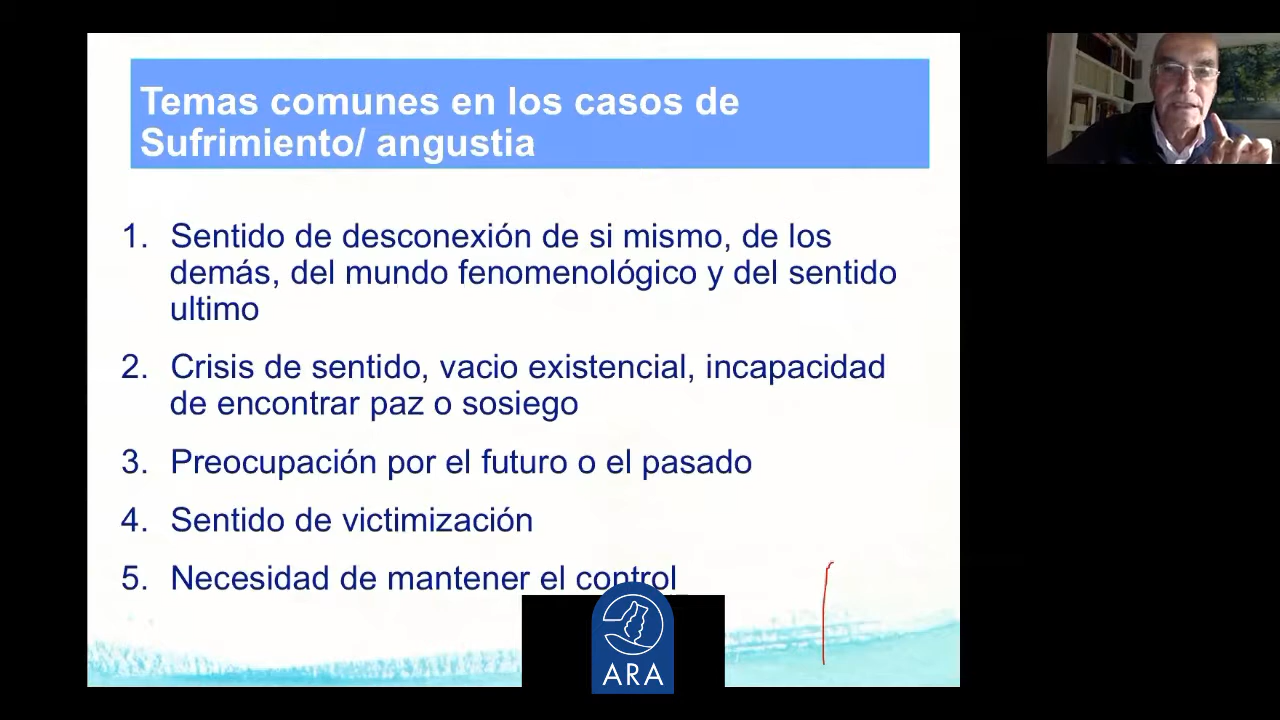 Temas comunes en los casos de
Sufrimiento/ angustia
1. Sentido de desconexión de si mismo, de los
demás, del mundo fenomenológico y del sentido
ultimo
2. Crisis de sentido, vacio existencial, incapacidad
de encontrar paz o sosiego
3. Preocupación por el futuro o el pasado
4. Sentido de victimización
5. Necesidad de mantener el control
ARA